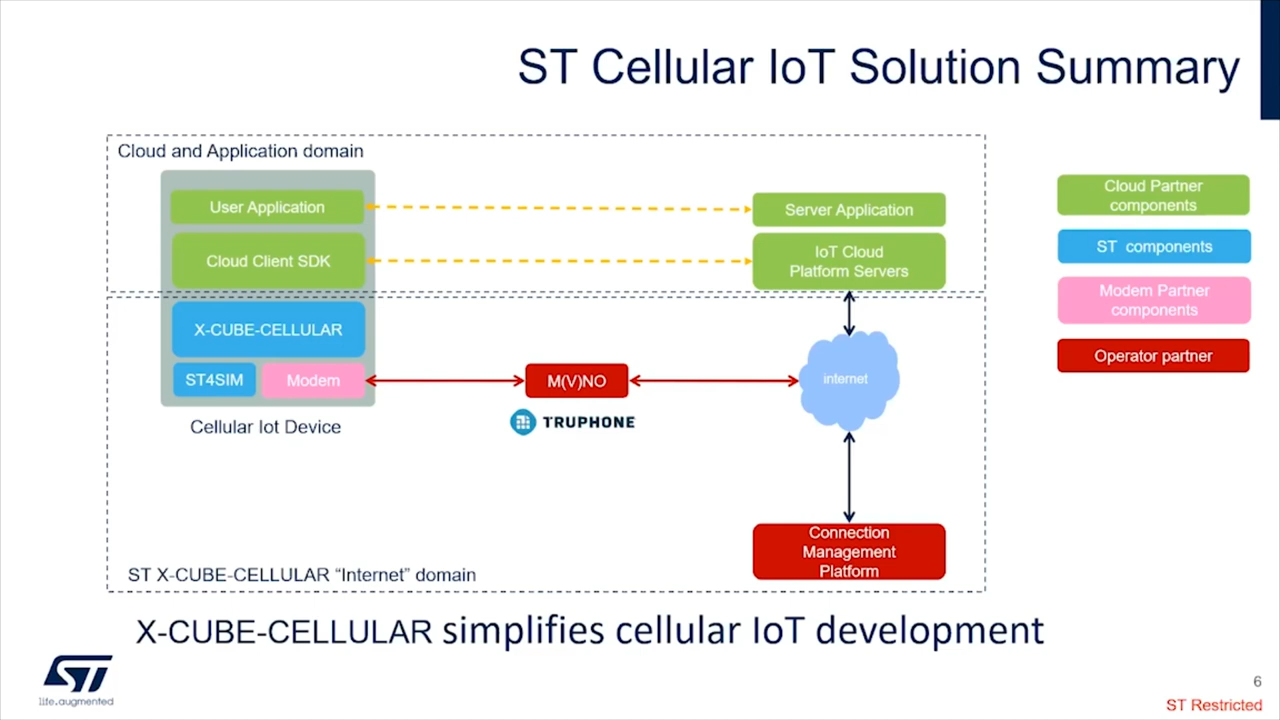 ST Cellular IoT Solution Summary
Cloud and Application domain
User Application
Server Application
Cloud Client SDK
IoT Cloud
Platform Servers
X-CUBE-CELLULAR
ST4SIM
Modem
Cellular Iot Device
M(V)NO
TRUPHONE
internet
Connection
Management
Platform
ST X-CUBE-CELLULAR “Internet” domain
Cloud Partner
components
ST components
Modem Partner
components
Operator partner
X-CUBE-CELLULAR simplifies cellular IoT development
ST
life.augmented
6
ST Restricted